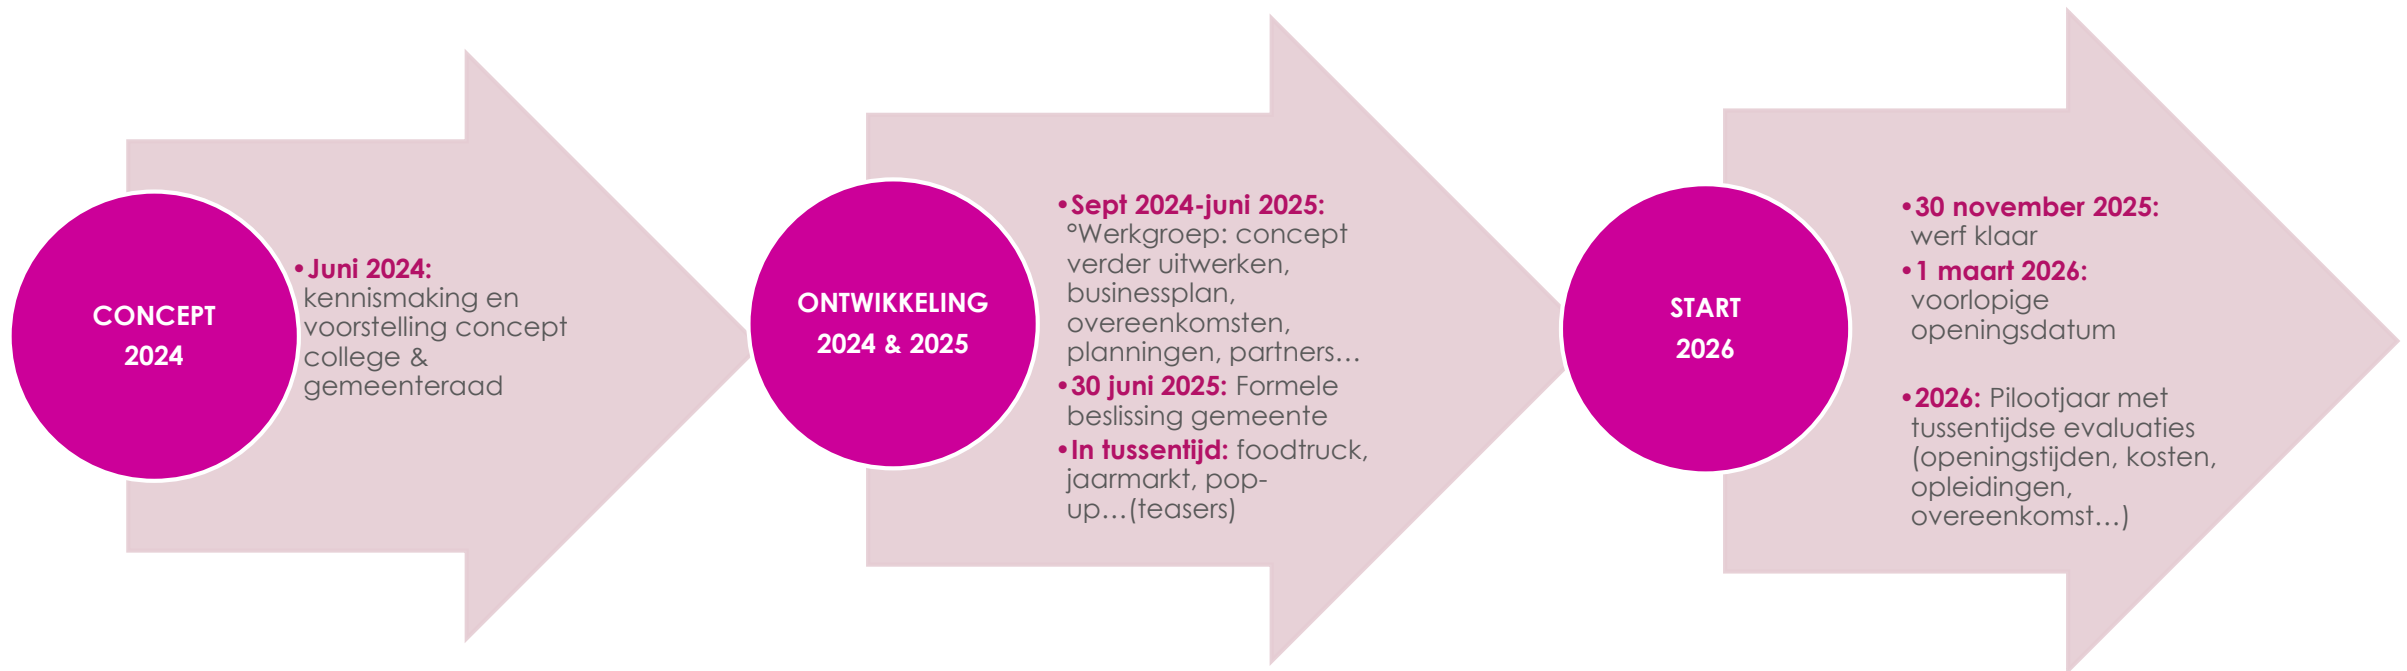 CONCEPT
2024
•Juni 2024:
kennismaking en
voorstelling concept
college &
gemeenteraad
ONTWIKKELING
2024 & 2025
•Sept 2024-juni 2025:
°Werkgroep: concept
verder uitwerken,
businessplan,
overeenkomsten,
planningen, partners…
•30 juni 2025: Formele
beslissing gemeente
•In tussentijd: foodtruck,
jaarmarkt, pop-
up…(teasers)
START
2026
•30 november 2025:
werf klaar
•1 maart 2026:
voorlopige
openingsdatum
•2026: Pilootjaar met
tussentijdse evaluaties
(openingstijden, kosten,
opleidingen,
overeenkomst…)